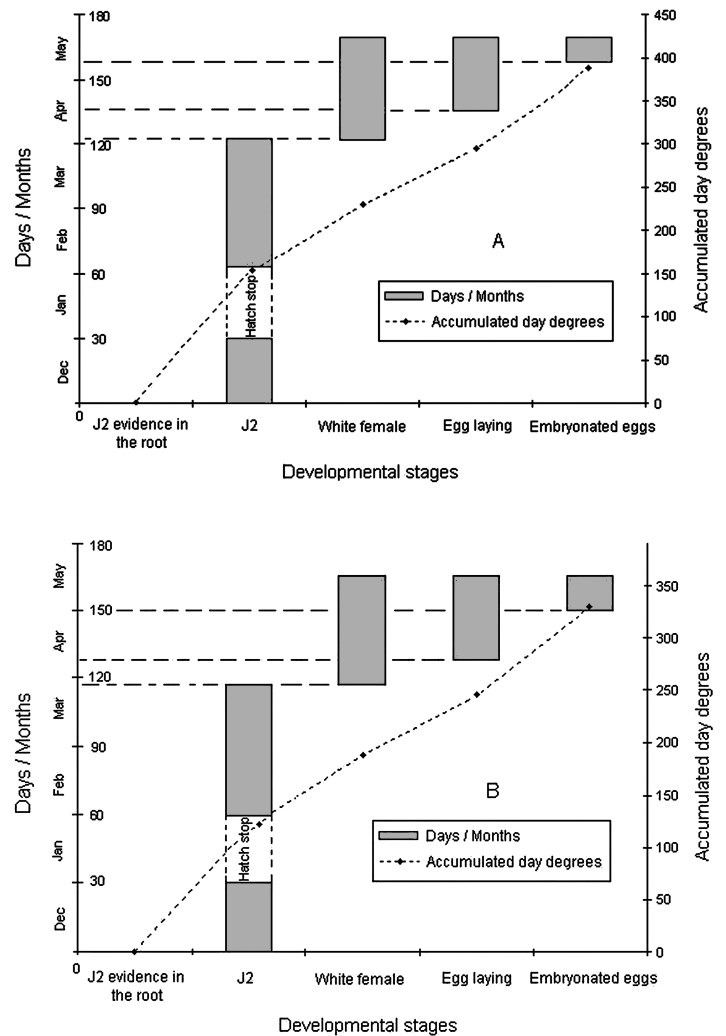 180
150
120
90
60
30
0
Days / Months
May
Apr
Mar
Feb
Jan
Dec
450
400
350
300
250
200
150
100
50
0
Accumulated day degrees
A
Hatch stop
Days / Months
Accumulated day degrees
J2 evidence in
the root
J2
White female
Egg laying
Embryonated eggs
Developmental stages
180
150
120
90
60
30
0
Days / Months
May
Apr
Mar
Feb
Jan
Dec
350
300
250
200
150
100
50
0
Accumulated day degrees
B
Hatch stop
Days / Months
Accumulated day degrees
J2 evidence in
the root
J2
White female
Egg laying
Embryonated eggs
Developmental stages